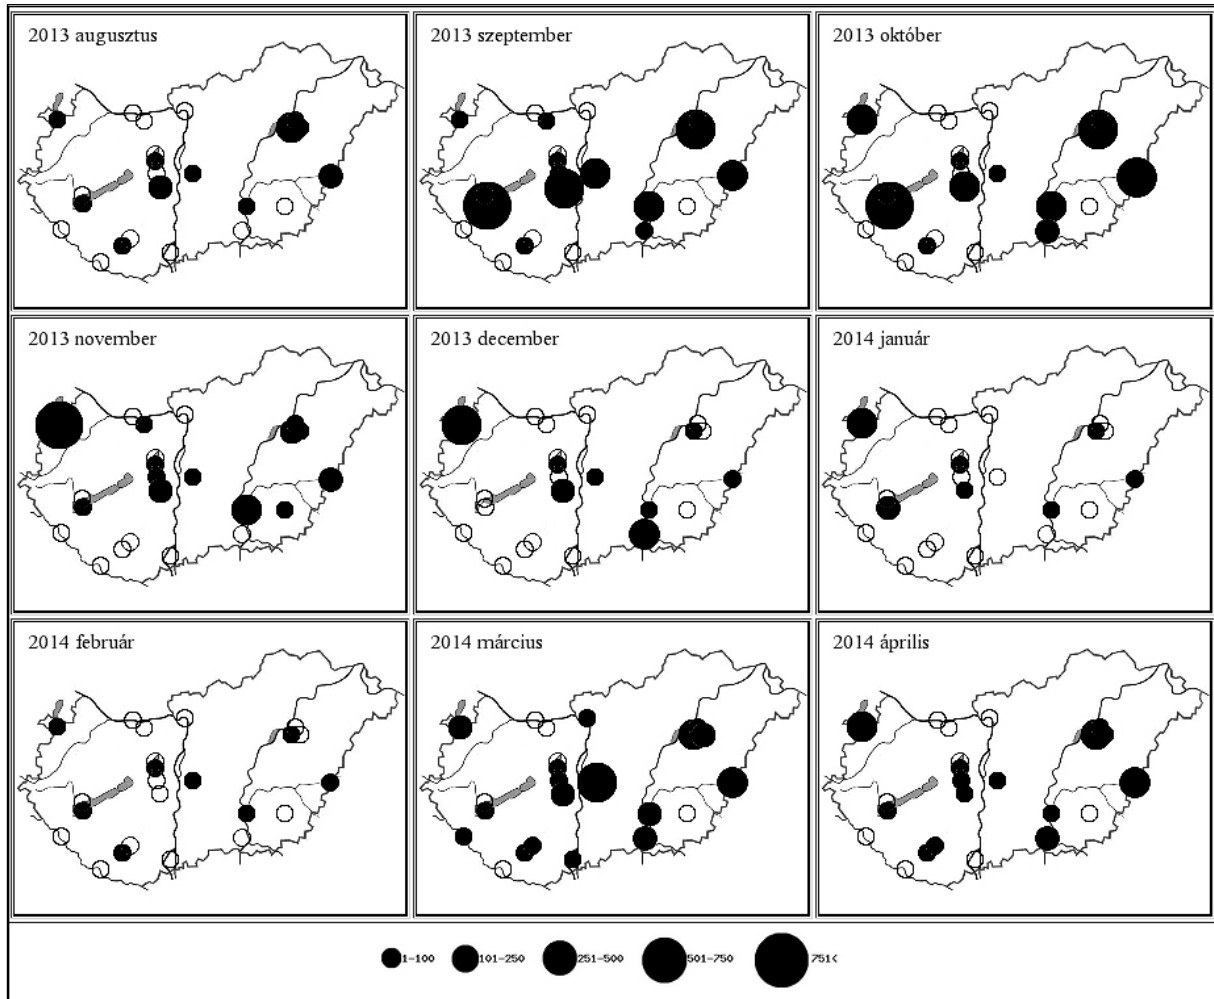 2013 augusztus
2013 szeptember
2013 október
2013 november
2013 december
2014 január
2014 február
2014 március
2014 április
1-100
101-250
251-500
501-750
751<